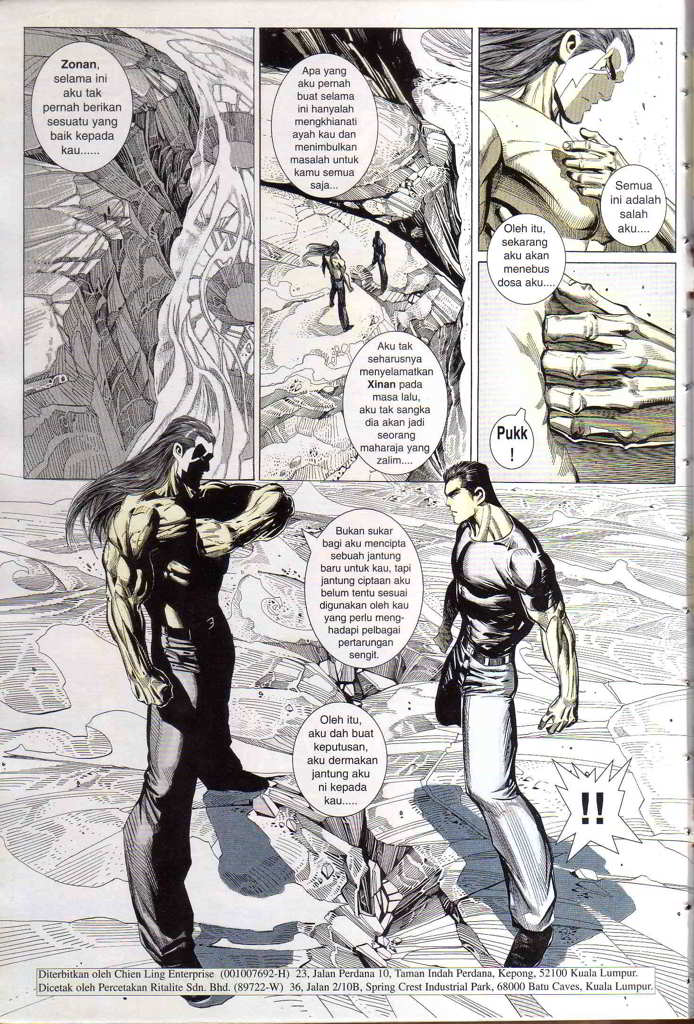 Zonan,
selama ini
aku tak
pernah berikan
sesuatu yang
baik kepada
kau......
Apa yang
aku pernah
buat selama
ini hanyalah
mengkhianati
ayah kau dan
menimbulkan
masalah untuk
kamu semua
saja...
Aku tak
seharusnya
menyelamatkan
Xinan pada
masa lalu,
aku tak sangka
dia akan jadi
seorang
maharaja yang
zalim....
Semua
ini adalah
salah
aku....
Oleh itu,
sekarang
aku akan
menebus
dosa aku....
Pukk
!
Bukan sukar
bagi aku mencipta
sebuah jantung
baru untuk kau, tapi
jantung ciptaan aku
belum tentu sesuai
digunakan oleh kau
yang perlu meng-
hadapi pelbagai
pertarungan
sengit.
Oleh itu,
aku dah buat
keputusan,
aku dermakan
jantung aku
ni kepada
kau.....
!!
Diterbitkan oleh Chien Ling Enterprise (001007692-H) 23, Jalan Perdana 10, Taman Indah Perdana, Kepong, 52100 Kuala Lumpur.
Dicetak oleh Percetakan Ritalite Sdn. Bhd. (89722-W) 36, Jalan 2/10B, Spring Crest Industrial Park, 68000 Batu Caves, Kuala Lumpur.